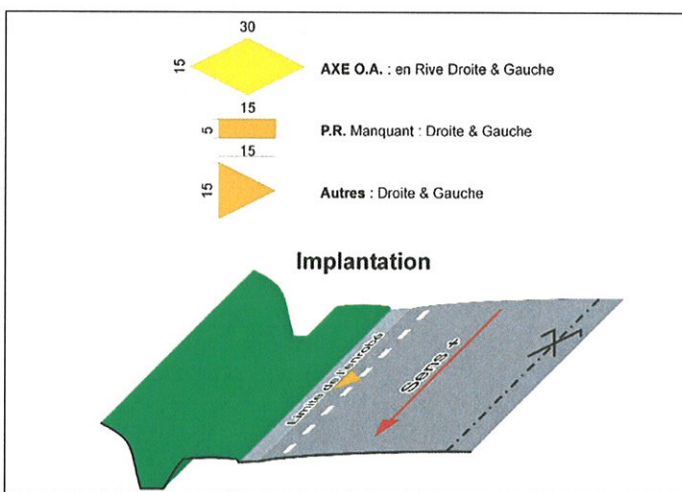 30
15
AXE O.A. : en Rive Droite & Gauche
15
5
P.R. Manquant : Droite & Gauche
15
15
Autres : Droite & Gauche
Implantation
Limite de l'enrobé
Sens +